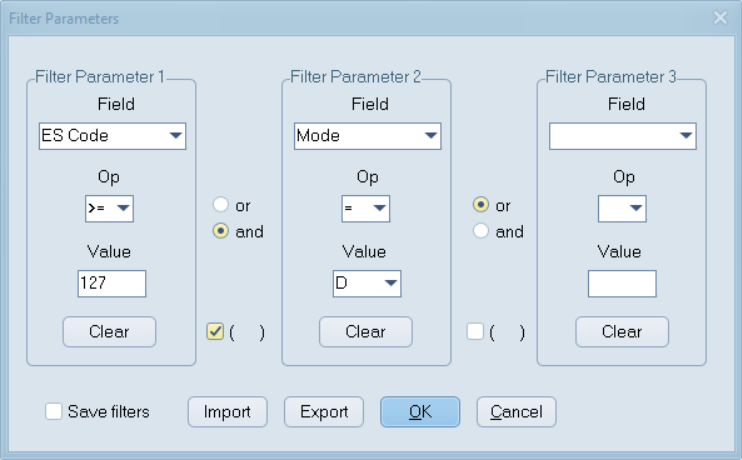 Filter Parameters
Filter Parameter 1 Filter Parameter 2 Filter Parameter 3
Field Field Field
ES Code Mode
Op Op Op
>= or = or
and and
Value Value Value
127 D
Clear ( ) Clear ( ) Clear
Save filters Import Export OK Cancel